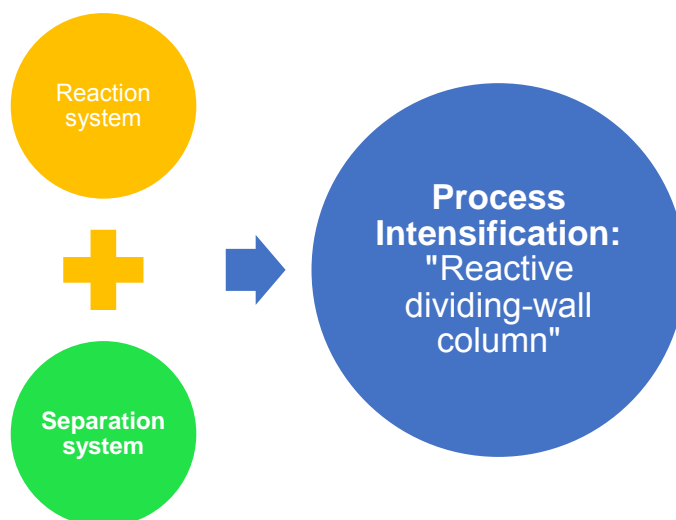 Reaction
system
Separation
system
Process
Intensification:
"Reactive
dividing-wall
column"